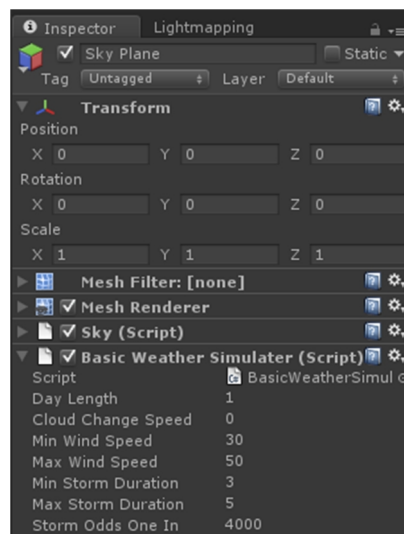 Inspector Lightmapping
Sky Plane Static
Tag Untagged Layer Default
Transform
Position
X 0 Y 0 Z 0
Rotation
X 0 Y 0 Z 0
Scale
X 1 Y 1 Z 1
Mesh Filter: [none]
Mesh Renderer
Sky (Script)
Basic Weather Simulater (Script)
Script BasicWeatherSimul
Day Length 1
Cloud Change Speed 0
Min Wind Speed 30
Max Wind Speed 50
Min Storm Duration 3
Max Storm Duration 5
Storm Odds One In 4000